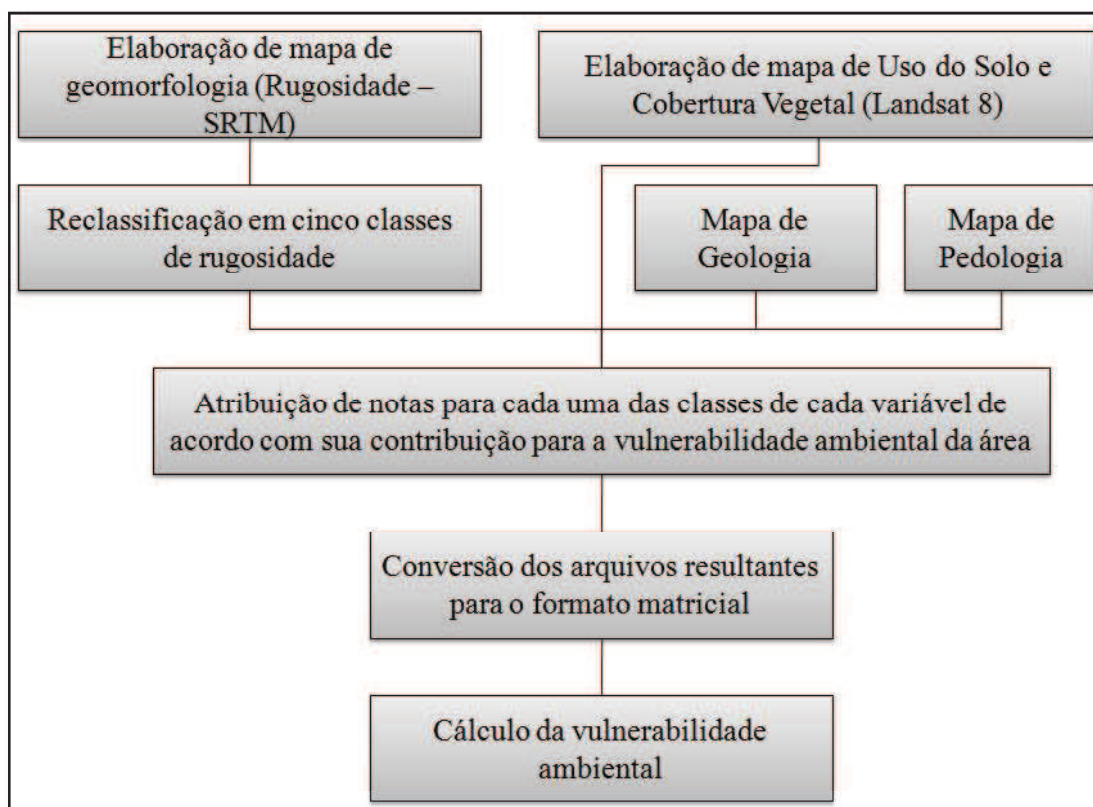 Elaboração de mapa de
geomorfologia (Rugosidade –
SRTM)
Elaboração de mapa de Uso do Solo e
Cobertura Vegetal (Landsat 8)
Reclassificação em cinco classes
de rugosidade
Mapa de
Geologia
Mapa de
Pedologia
Atribuição de notas para cada uma das classes de cada variável de
acordo com sua contribuição para a vulnerabilidade ambiental da área
Conversão dos arquivos resultantes
para o formato matricial
Cálculo da vulnerabilidade
ambiental